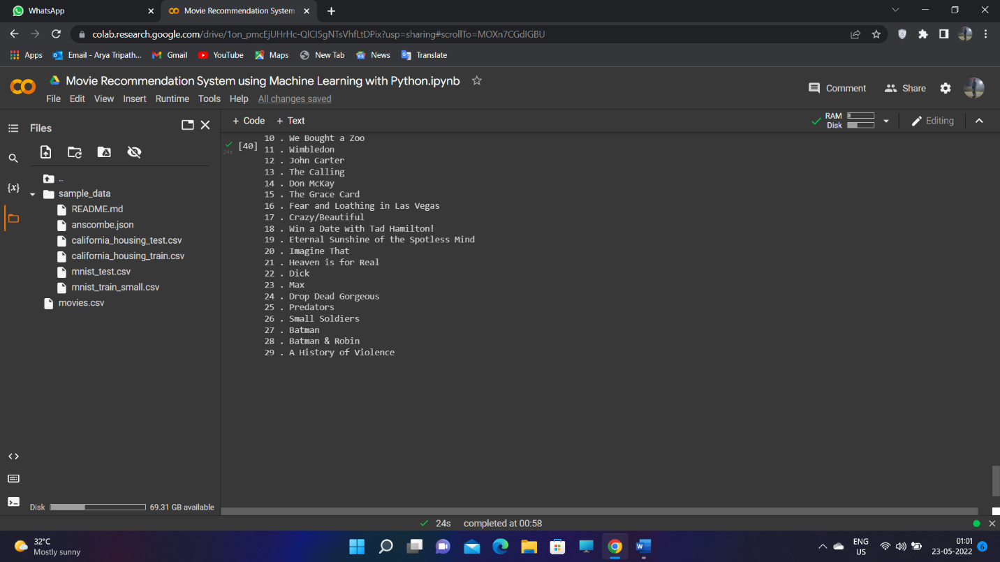 WhatsApp
Movie Recommendation System
colab.research.google.com/drive/1on_pmcEjUHrHc-QlCI5gNTsVhfLtDPix?usp=sharing#scrollTo=MOXn7CGdIGBU
Apps Email - Arya Tripath... Gmail YouTube Maps New Tab News Translate
Movie Recommendation System using Machine Learning with Python.ipynb
File Edit View Insert Runtime Tools Help All changes saved
Comment Share
Files
+ Code + Text
RAM
Disk
Editing
{x}
..
sample_data
README.md
anscombe.json
california_housing_test.csv
california_housing_train.csv
mnist_test.csv
mnist_train_small.csv
movies.csv
Disk 69.31 GB available
24s
[40]
10 . We Bought a Zoo
11 . Wimbledon
12 . John Carter
13 . The Calling
14 . Don McKay
15 . The Grace Card
16 . Fear and Loathing in Las Vegas
17 . Crazy/Beautiful
18 . Win a Date with Tad Hamilton!
19 . Eternal Sunshine of the Spotless Mind
20 . Imagine That
21 . Heaven is for Real
22 . Dick
23 . Max
24 . Drop Dead Gorgeous
25 . Predators
26 . Small Soldiers
27 . Batman
28 . Batman & Robin
29 . A History of Violence
24s completed at 00:58
32°C
Mostly sunny
W
ENG
US
01:01
23-05-2022
6